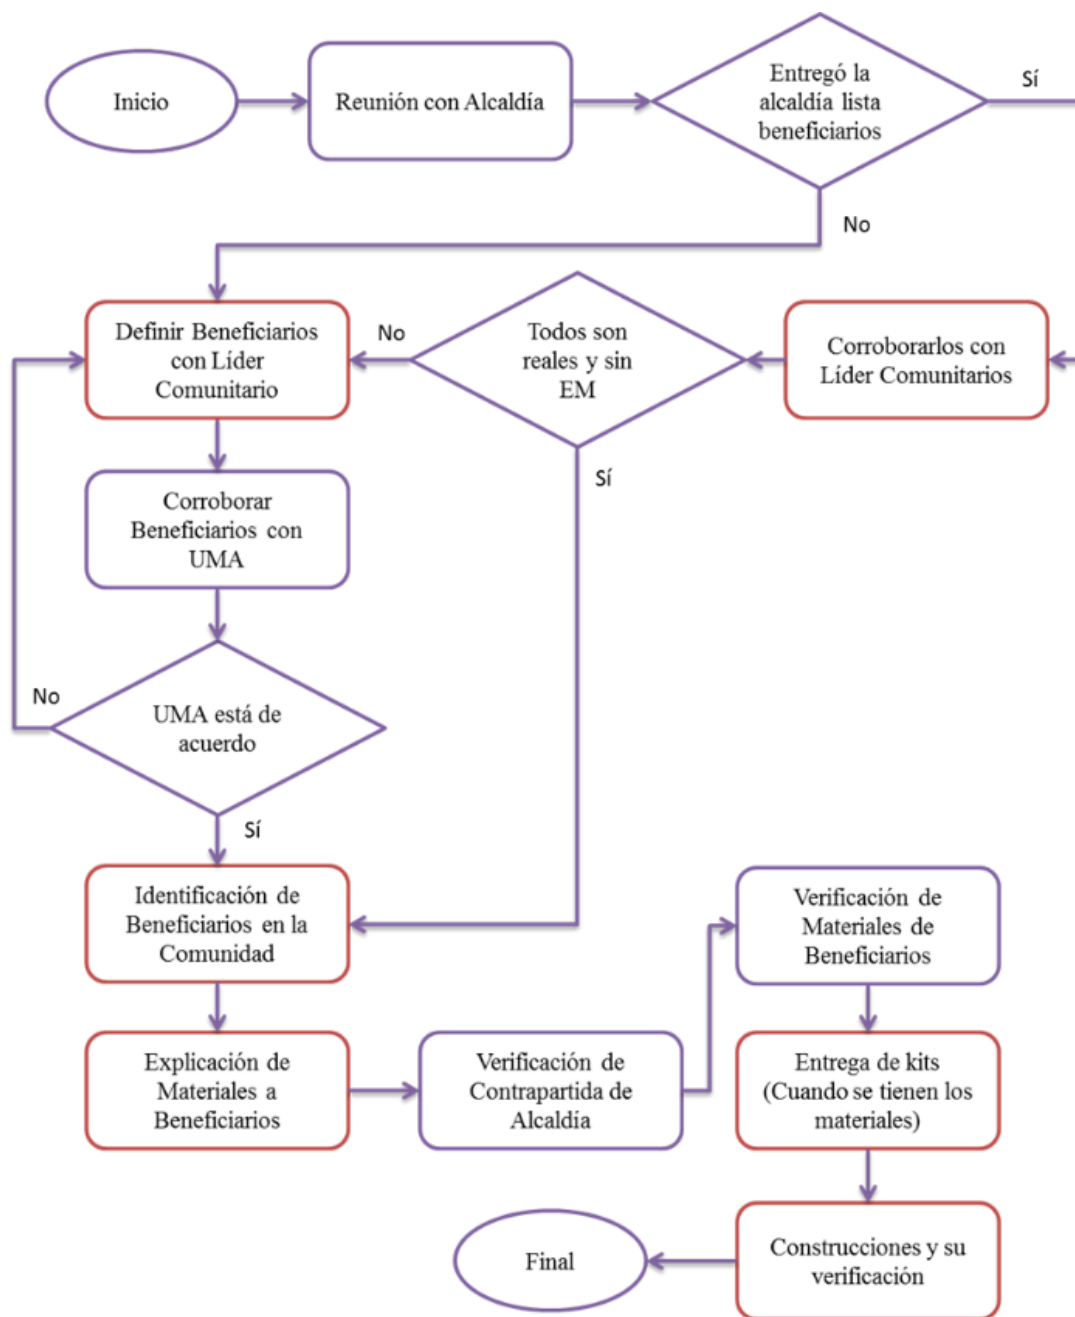 Inicio
Reunión con Alcaldía
Entregó la
alcaldía lista
beneficiarios
Sí
No
Definir Beneficiarios
con Líder
Comunitario
No
Todos son
reales y sin
EM
Corroborarlos con
Líder Comunitarios
Sí
Corroborar
Beneficiarios con
UMA
No
UMA está de
acuerdo
Sí
Identificación de
Beneficiarios en la
Comunidad
Verificación de
Materiales de
Beneficiarios
Explicación de
Materiales a
Beneficiarios
Verificación de
Contrapartida de
Alcaldía
Entrega de kits
(Cuando se tienen los
materiales)
Final
Construcciones y su
verificación